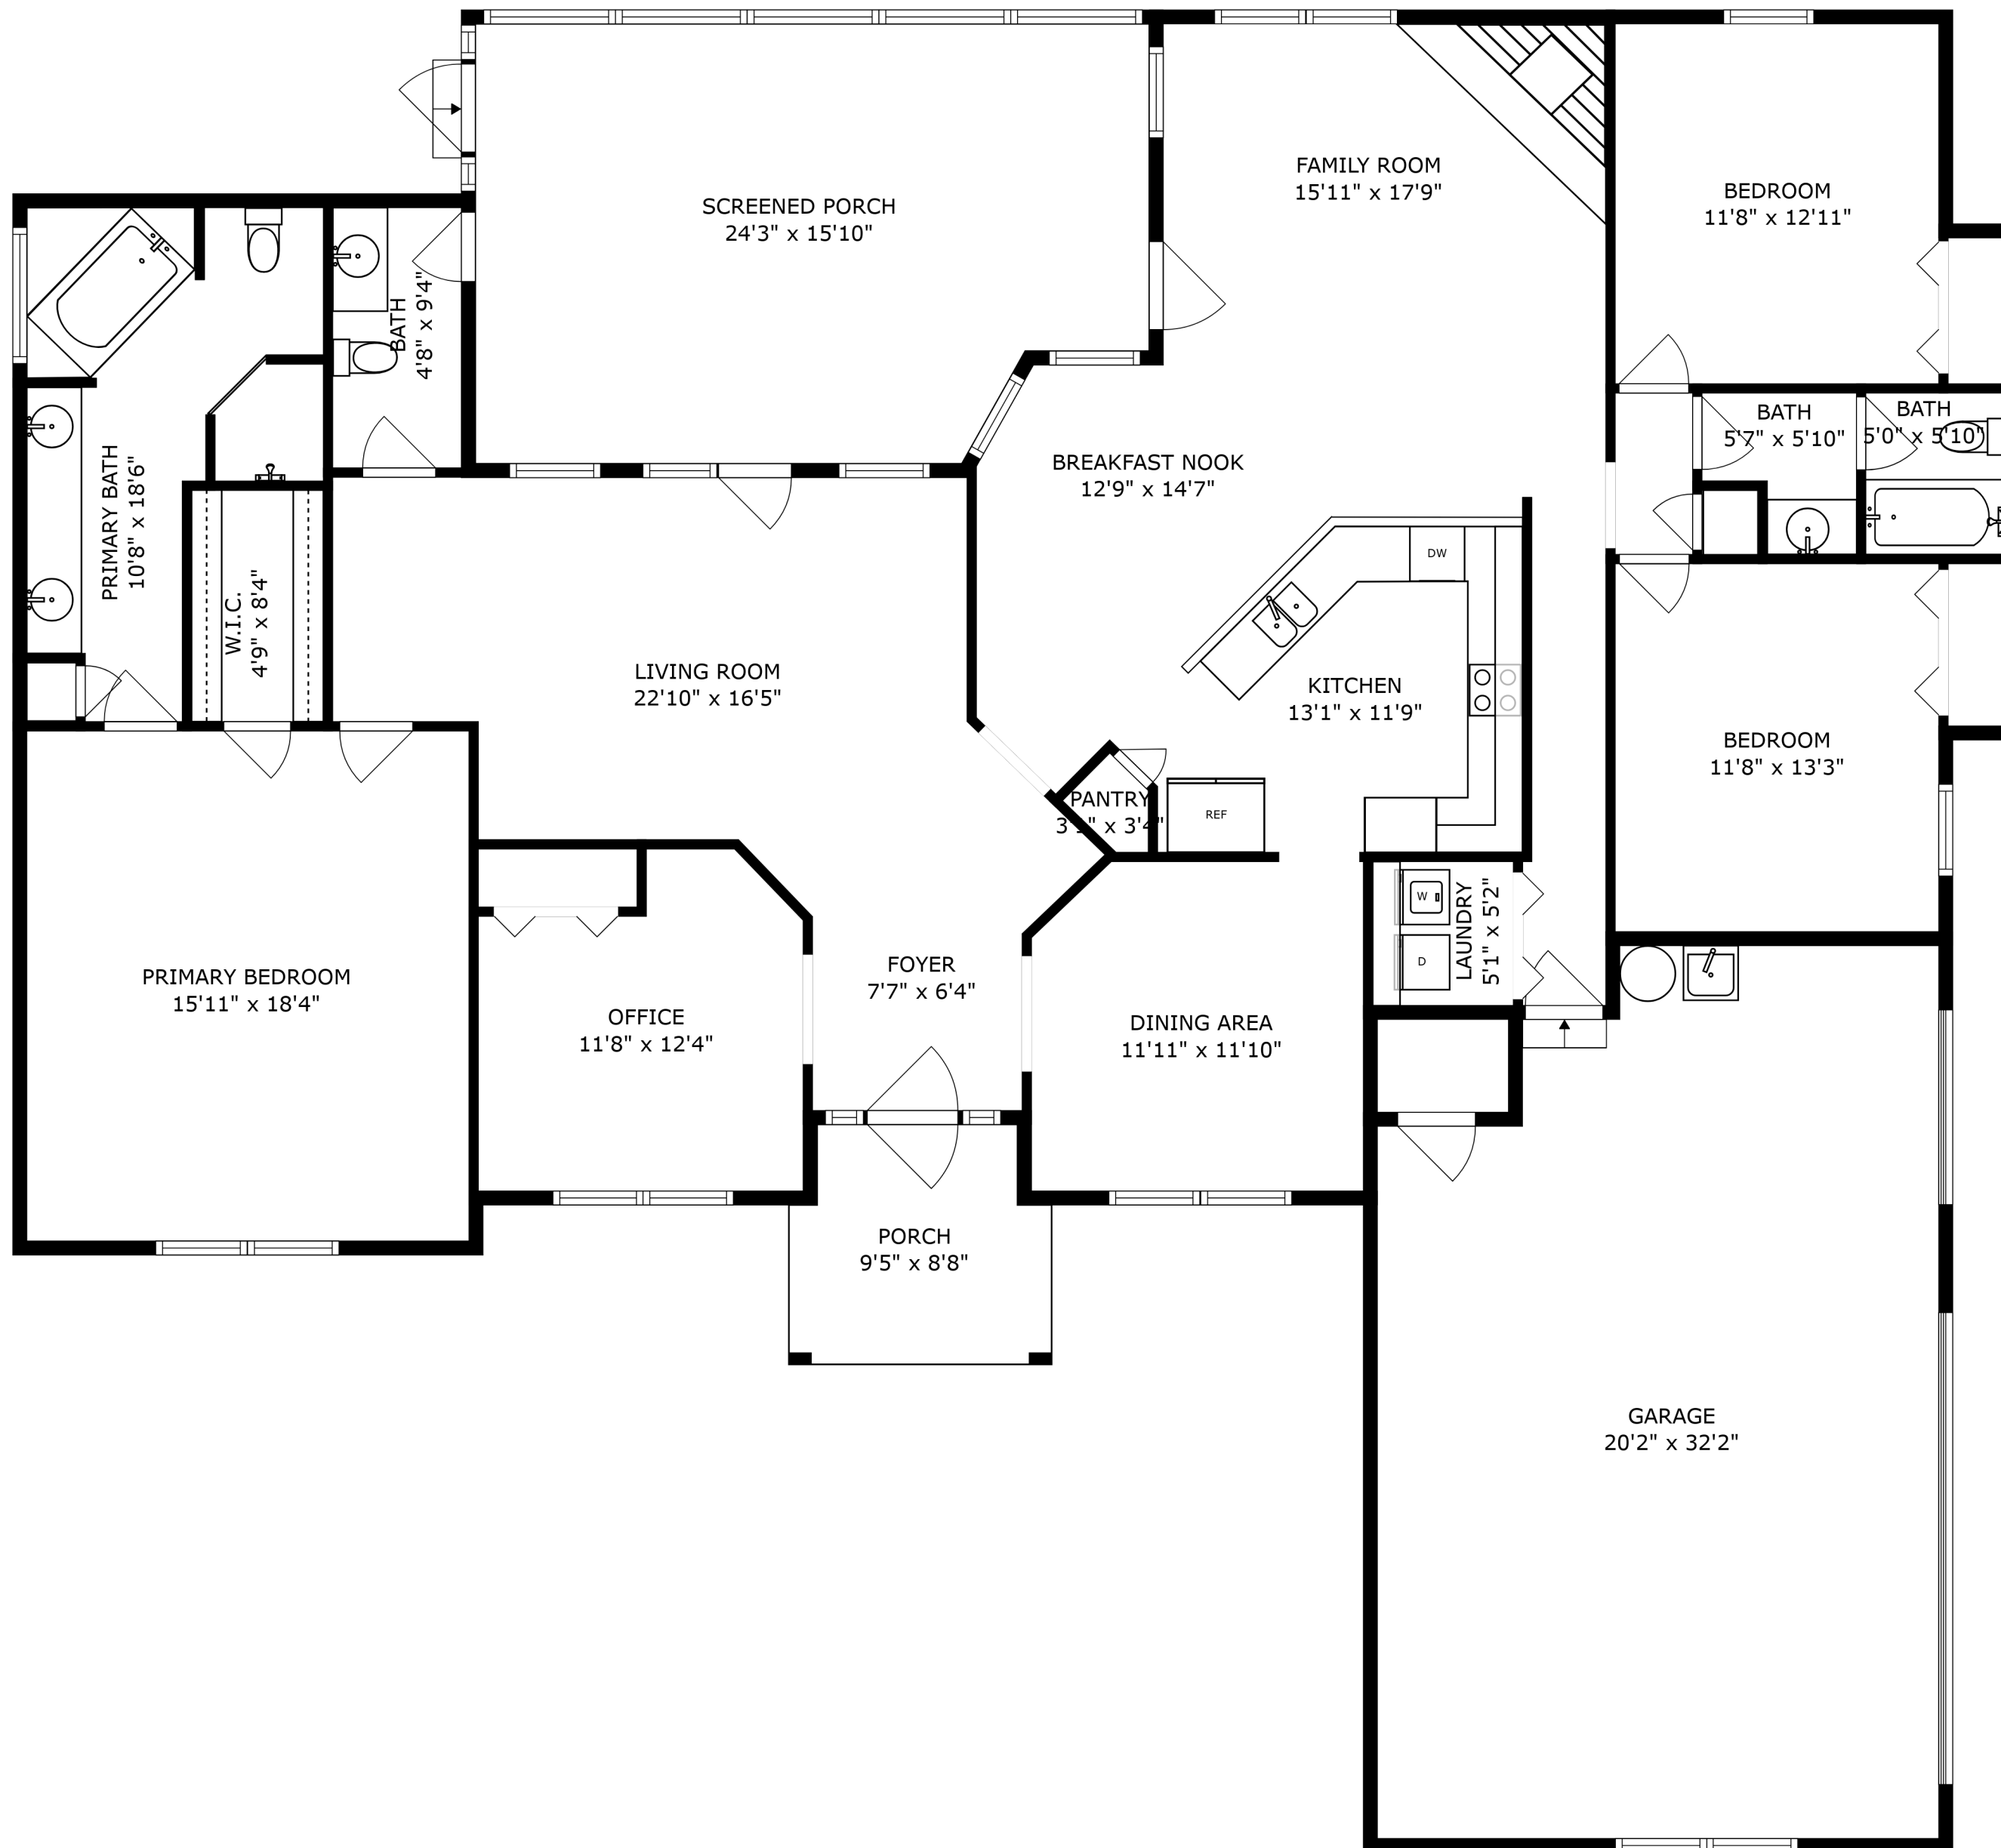 FAMILY ROOM
15'11" x 17'9"
BEDROOM
11'8" x 12'11"
SCREENED PORCH
24'3" x 15'10"
BATH
4'8" x 9'4"
BATH
5'7" x 5'10"
BATH
5'0" x 5'10"
PRIMARY BATH
10'8" x 18'6"
BREAKFAST NOOK
12'9" x 14'7"
DW
W.I.C.
4'9" x 8'4"
LIVING ROOM
22'10" x 16'5"
KITCHEN
13'1" x 11'9"
BEDROOM
11'8" x 13'3"
PANTRY
x 3'4"
REF
W
D
LAUNDRY
5'1" x 5'2"
PRIMARY BEDROOM
15'11" x 18'4"
FOYER
7'7" x 6'4"
OFFICE
11'8" x 12'4"
DINING AREA
11'11" x 11'10"
PORCH
9'5" x 8'8"
GARAGE
20'2" x 32'2"